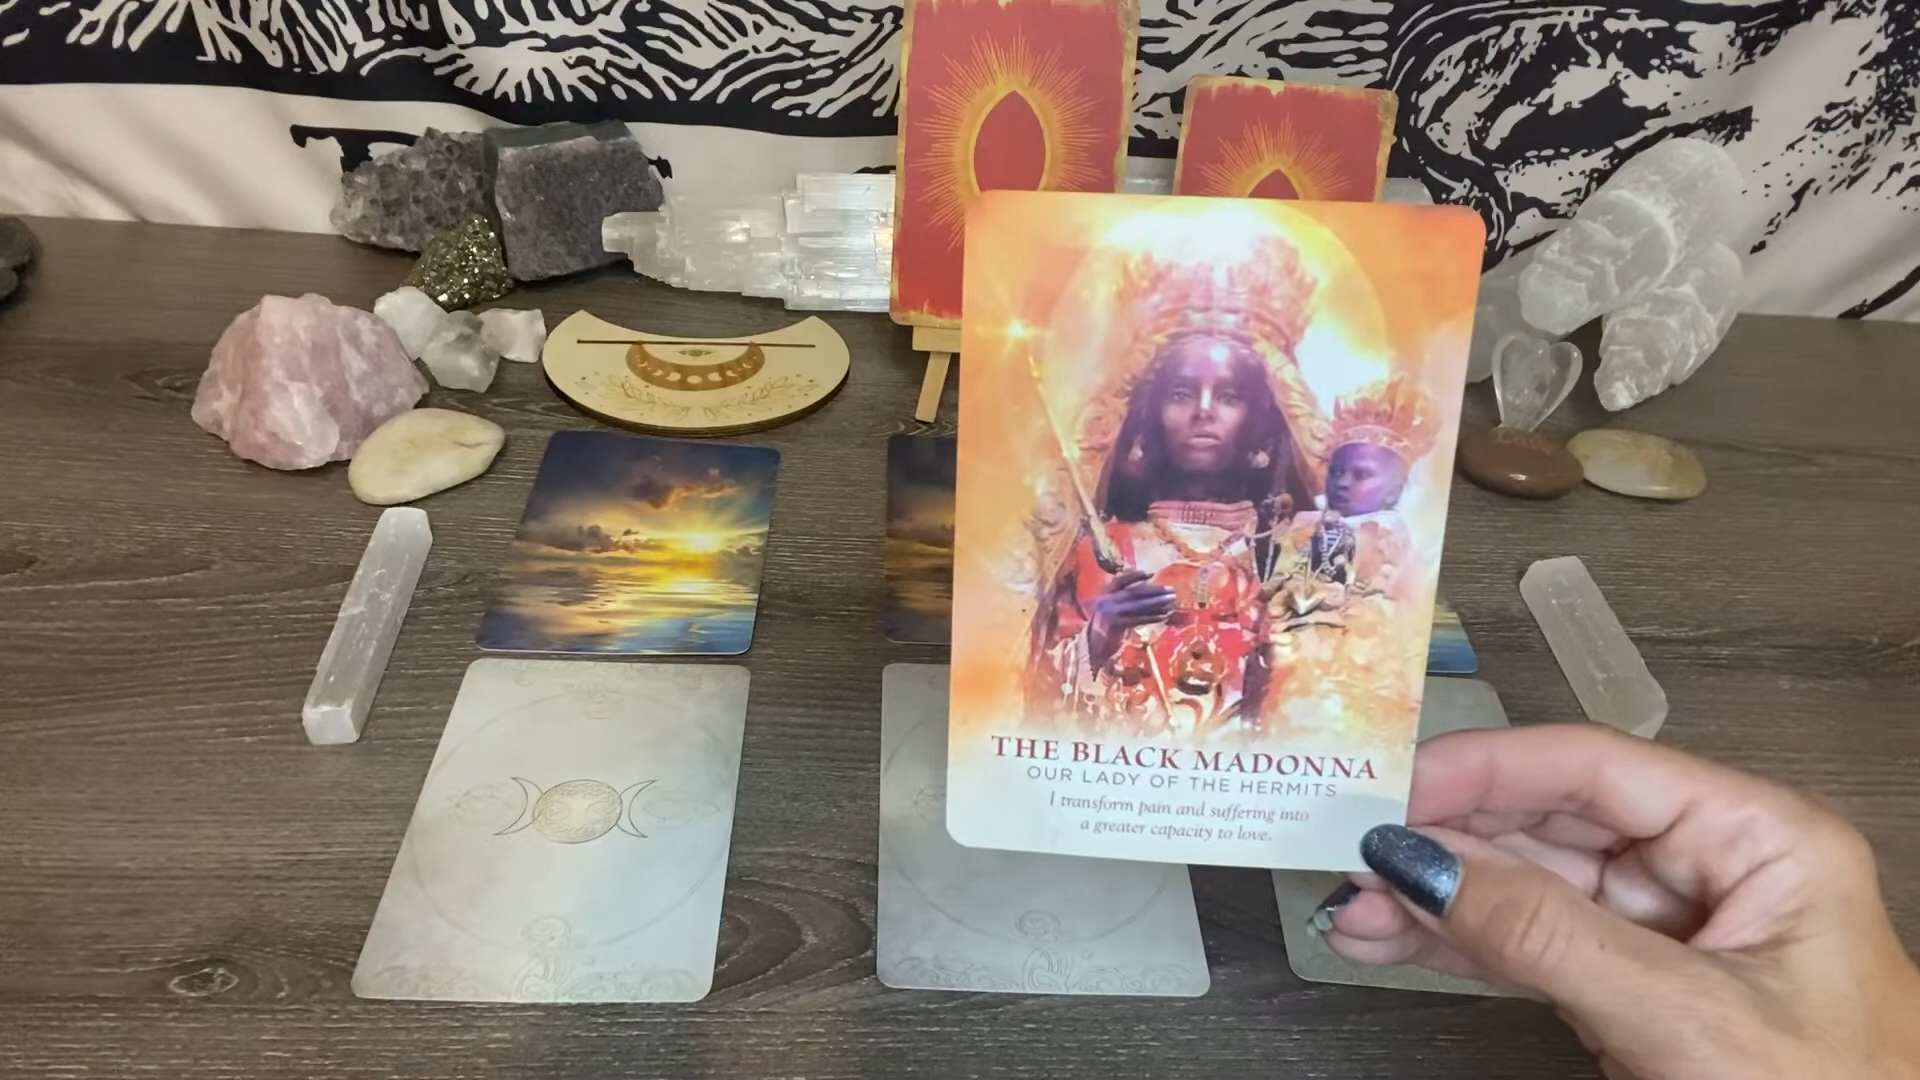 THE BLACK MADONNA
OUR LADY OF THE HERMITS
I transform pain and suffering into
a greater capacity to love.